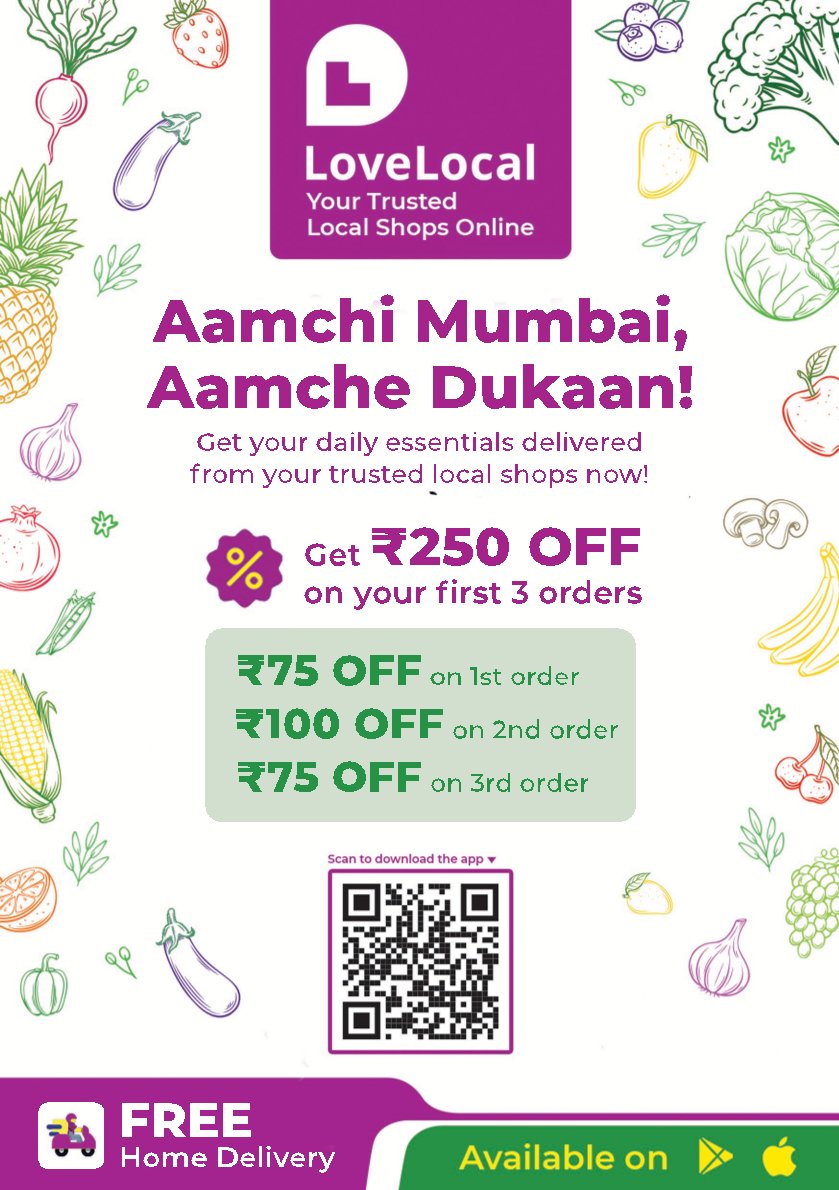 LoveLocal
Your Trusted
Local Shops Online
Aamchi Mumbai,
Aamche Dukaan!
Get your daily essentials delivered
from your trusted local shops now!
%
Get ₹250 OFF
on your first 3 orders
₹75 OFF on 1st order
₹100 OFF on 2nd order
₹75 OFF on 3rd order
Scan to download the app ▼
FREE
Home Delivery
Available on